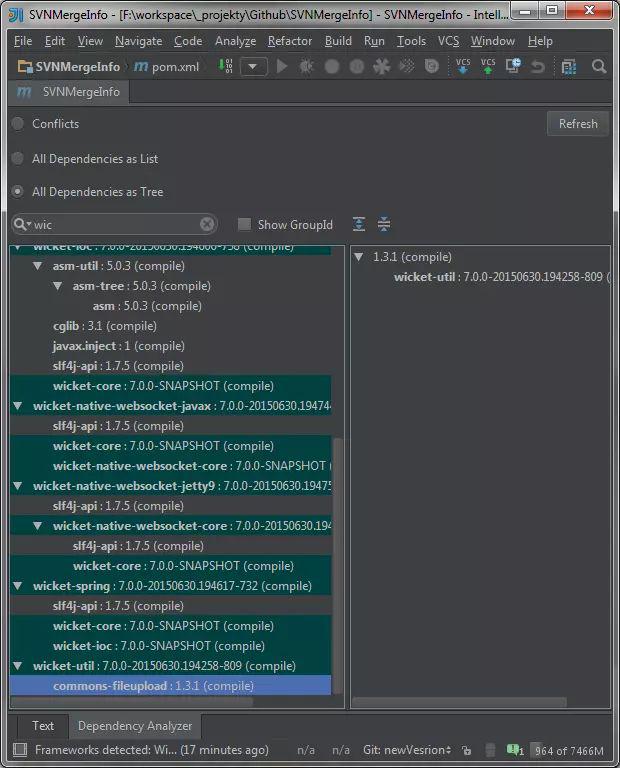 SVNMergeInfo - [F:\workspace\_projekty\Github\SVNMergeInfo] - SVNMergeInfo - Intell...
File Edit View Navigate Code Analyze Refactor Build Run Tools VCS Window Help
SVNMergeInfo pom.xml VCS VCS
SVNMergeInfo
Conflicts Refresh
All Dependencies as List
All Dependencies as Tree
wic Show GroupId
wicket-ioc : 7.0.0-20150630.194600-738 (compile)
asm-util : 5.0.3 (compile)
asm-tree : 5.0.3 (compile)
asm : 5.0.3 (compile)
cglib : 3.1 (compile)
javax.inject : 1 (compile)
slf4j-api : 1.7.5 (compile)
wicket-core : 7.0.0-SNAPSHOT (compile)
wicket-native-websocket-javax : 7.0.0-20150630.19474
slf4j-api : 1.7.5 (compile)
wicket-core : 7.0.0-SNAPSHOT (compile)
wicket-native-websocket-core : 7.0.0-SNAPSHOT (
wicket-native-websocket-jetty9 : 7.0.0-20150630.1947
slf4j-api : 1.7.5 (compile)
wicket-native-websocket-core : 7.0.0-20150630.194
slf4j-api : 1.7.5 (compile)
wicket-core : 7.0.0-SNAPSHOT (compile)
wicket-spring : 7.0.0-20150630.194617-732 (compile)
slf4j-api : 1.7.5 (compile)
wicket-core : 7.0.0-SNAPSHOT (compile)
wicket-ioc : 7.0.0-SNAPSHOT (compile)
wicket-util : 7.0.0-20150630.194258-809 (compile)
commons-fileupload : 1.3.1 (compile)
1.3.1 (compile)
wicket-util : 7.0.0-20150630.194258-809 (
Text Dependency Analyzer
Frameworks detected: Wi... (17 minutes ago) n/a n/a Git: newVesrion 1 964 of 7466M